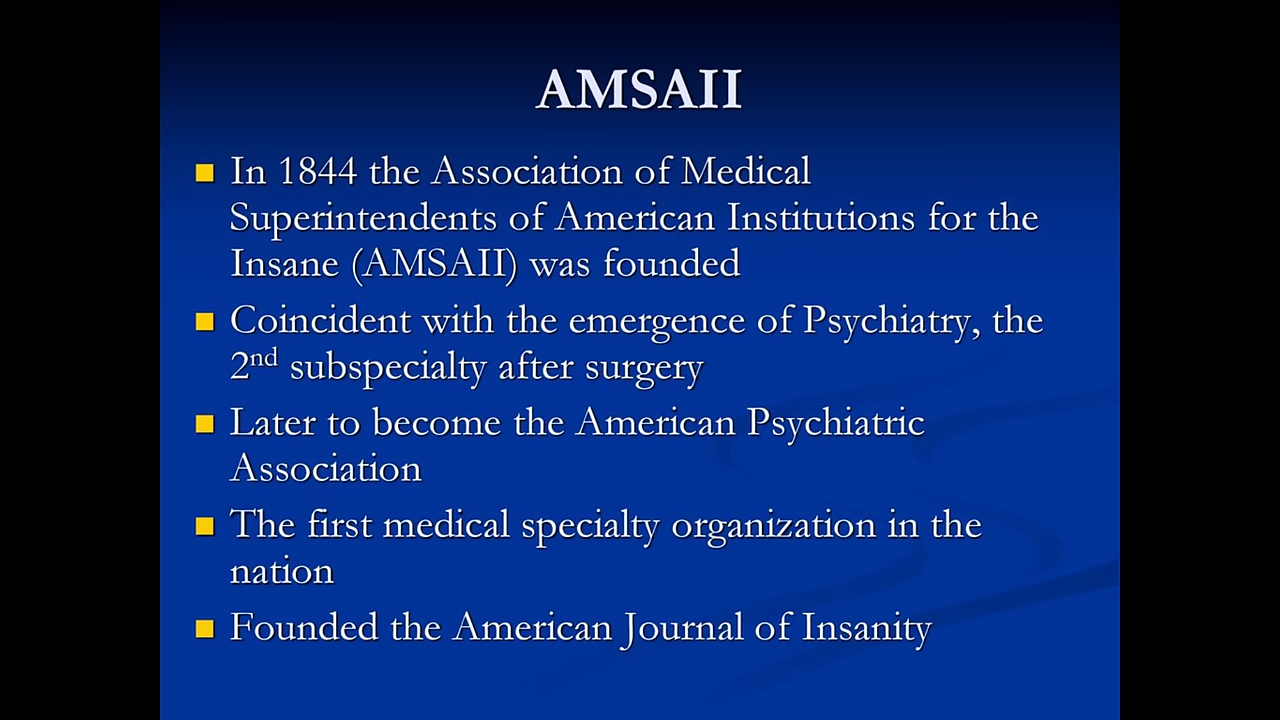 AMSAII
In 1844 the Association of Medical
Superintendents of American Institutions for the
Insane (AMSAII) was founded
Coincident with the emergence of Psychiatry, the
2nd subspecialty after surgery
Later to become the American Psychiatric
Association
The first medical specialty organization in the
nation
Founded the American Journal of Insanity